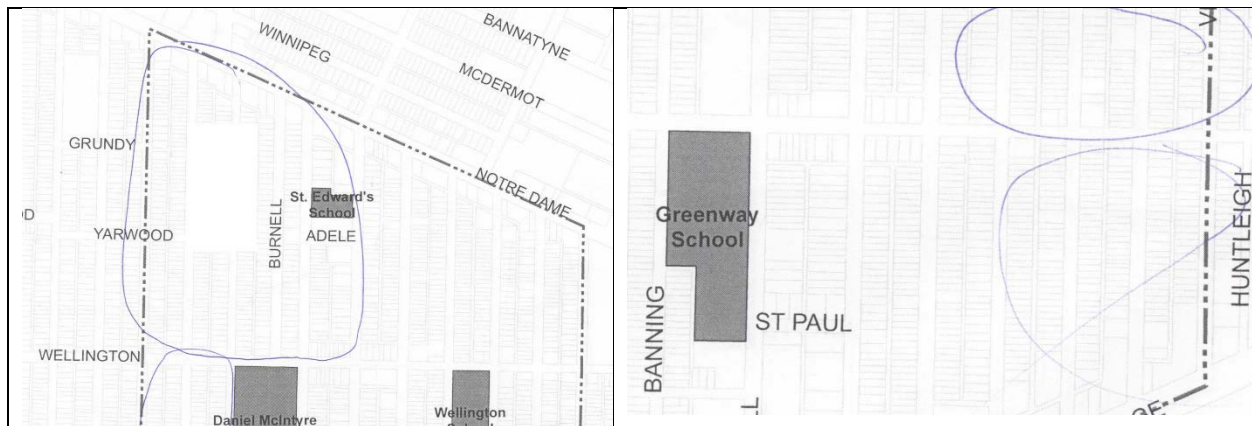 BANNATYNE
WINNIPEG
MCDERMOT
GRUNDY
NOTRE DAME
St. Edward's
School
YARWOOD
BURNELL
ADELE
WELLINGTON
Daniel McIntyre
Wellington
Greenway
School
HUNTLEIGH
BANNING
ST PAUL